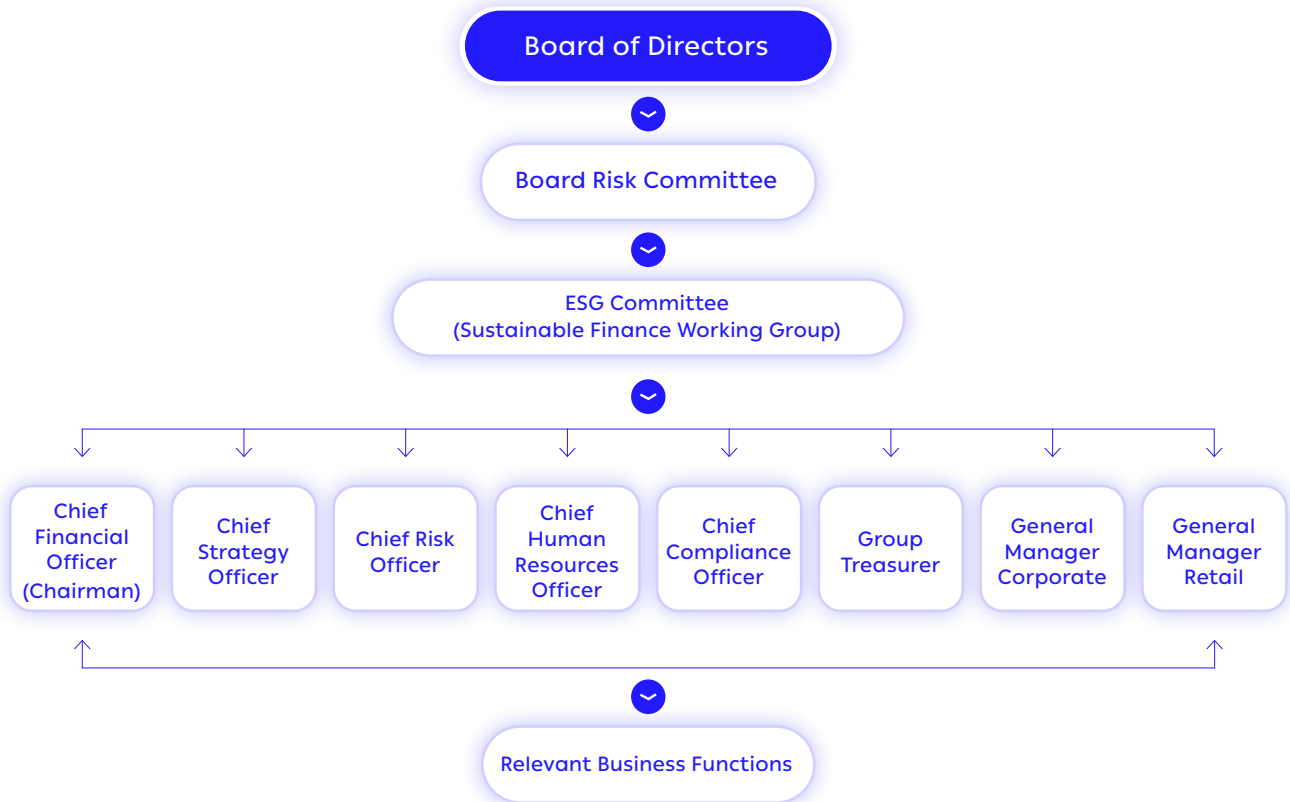 Board of Directors
Board Risk Committee
ESG Committee
(Sustainable Finance Working Group)
Chief
Financial
Officer
(Chairman)
Chief
Strategy
Officer
Chief Risk
Officer
Chief
Human
Resources
Officer
Chief
Compliance
Officer
Group
Treasurer
General
Manager
Corporate
General
Manager
Retail
Relevant Business Functions